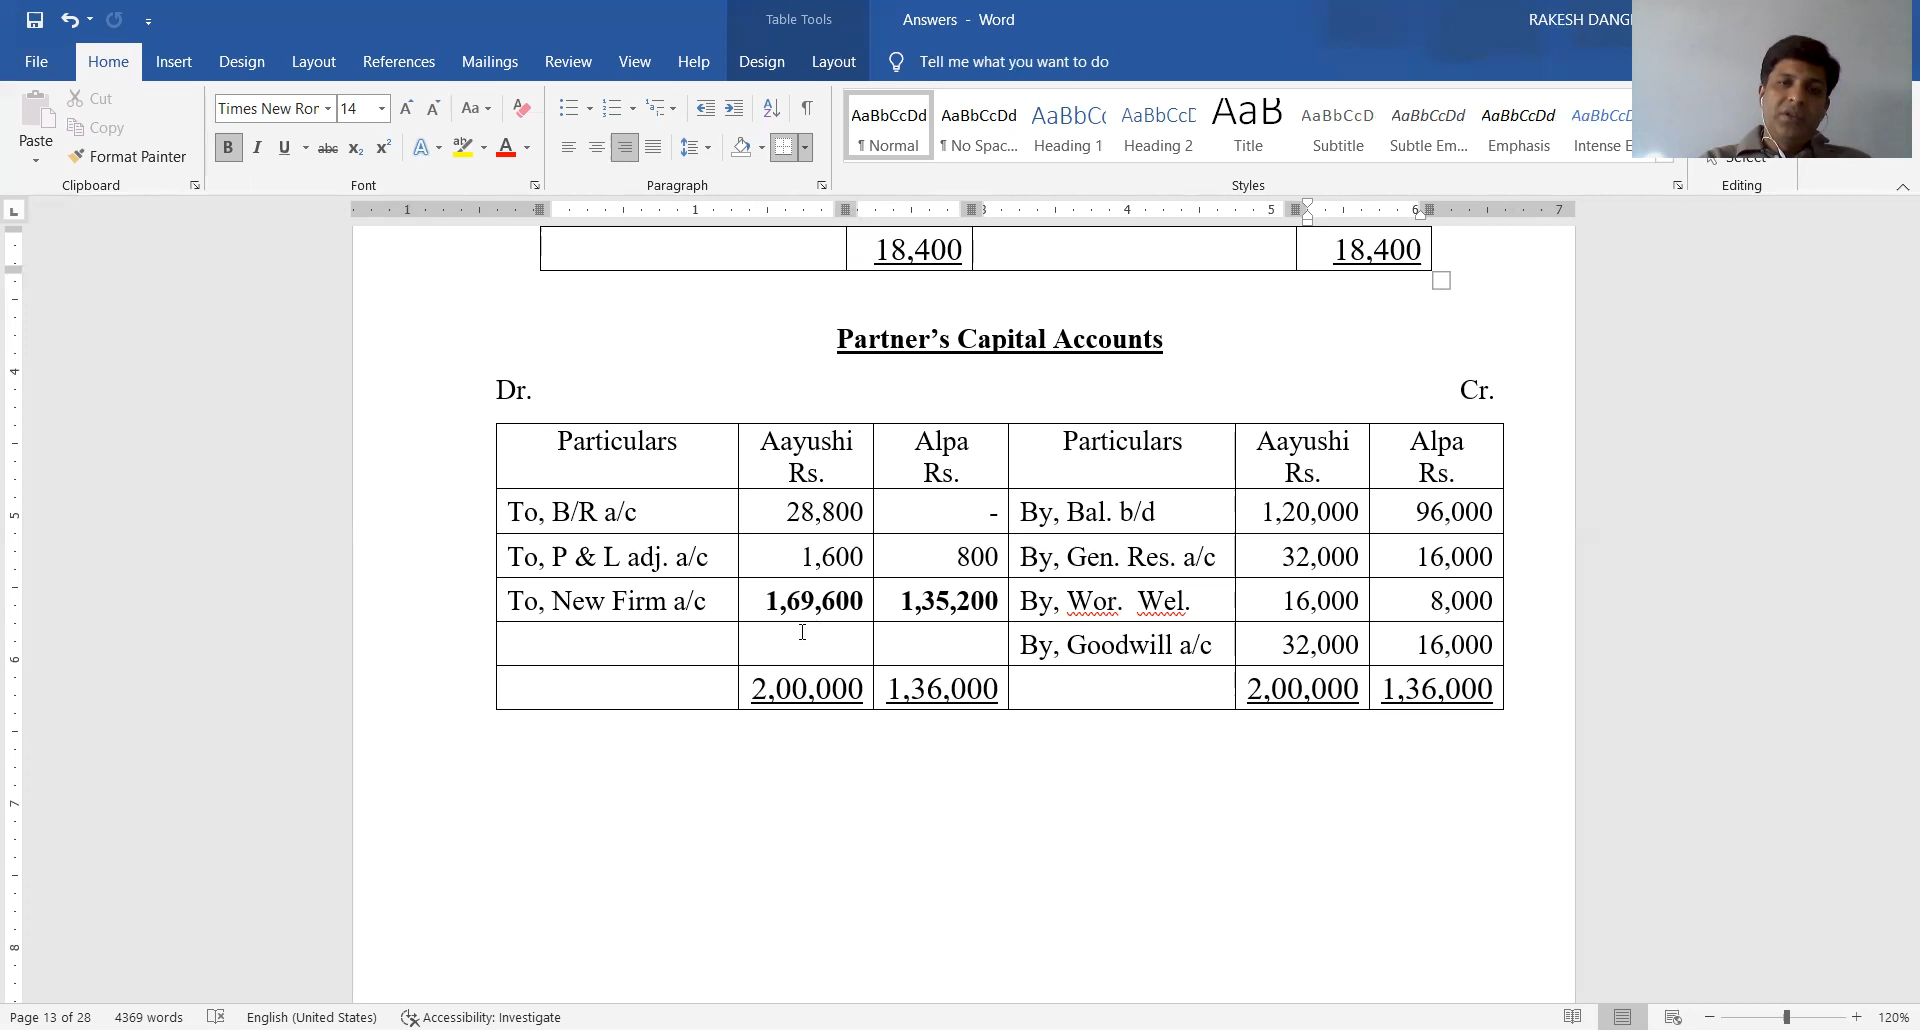 Table Tools
Answers - Word
RAKESH DANG
File Home Insert Design Layout References Mailings Review View Help Design Layout Tell me what you want to do
Paste
Cut
Copy
Format Painter
Clipboard
Times New Ror 14
Font
Paragraph
AaBbCcDd AaBbCcDd AaBbCc AaBbCcD AaB AaBbCcD AaBbCcDd AaBbCcDd AaBbCcD
¶ Normal ¶ No Spac... Heading 1 Heading 2 Title Subtitle Subtle Em... Emphasis Intense E
Styles
Select
Editing
18,400 18,400
Partner’s Capital Accounts
Dr. Cr.
Particulars Aayushi Alpa Particulars Aayushi Alpa
Rs. Rs. Rs. Rs.
To, B/R a/c 28,800 - By, Bal. b/d 1,20,000 96,000
To, P & L adj. a/c 1,600 800 By, Gen. Res. a/c 32,000 16,000
To, New Firm a/c 1,69,600 1,35,200 By, Wor. Wel. 16,000 8,000
By, Goodwill a/c 32,000 16,000
2,00,000 1,36,000 2,00,000 1,36,000
Page 13 of 28 4369 words English (United States) Accessibility: Investigate 120%